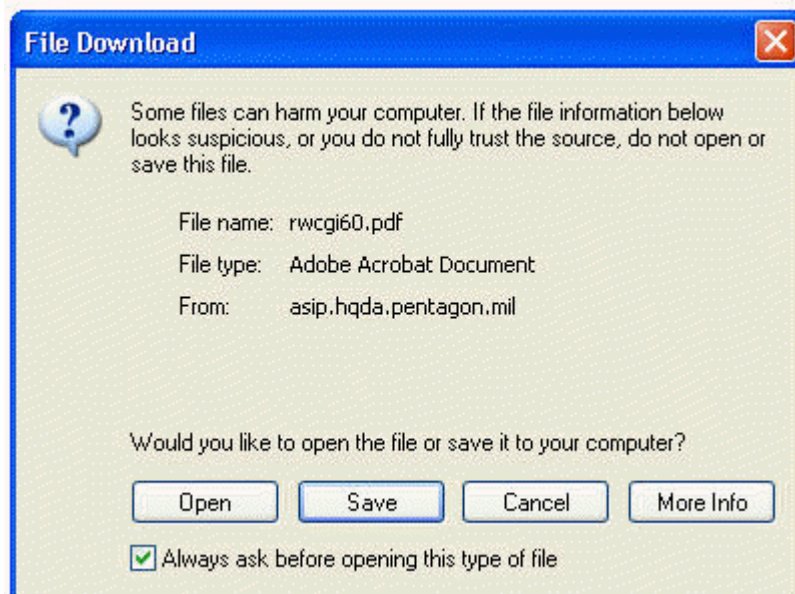 File Download
Some files can harm your computer. If the file information below
looks suspicious, or you do not fully trust the source, do not open or
save this file.
File name: rwcgi60.pdf
File type: Adobe Acrobat Document
From: asip.hqda.pentagon.mil
Would you like to open the file or save it to your computer?
Open Save Cancel More Info
Always ask before opening this type of file